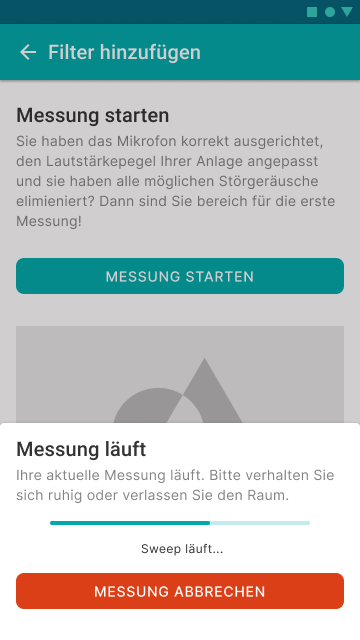 Filter hinzufügen
Messung starten
Sie haben das Mikrofon korrekt ausgerichtet,
den Lautstärkepegel Ihrer Anlage angepasst
und sie haben alle möglichen Störgeräusche
elimieniert? Dann sind Sie bereich für die erste
Messung!
MESSUNG STARTEN
Messung läuft
Ihre aktuelle Messung läuft. Bitte verhalten Sie
sich ruhig oder verlassen Sie den Raum.
Sweep läuft...
MESSUNG ABBRECHEN